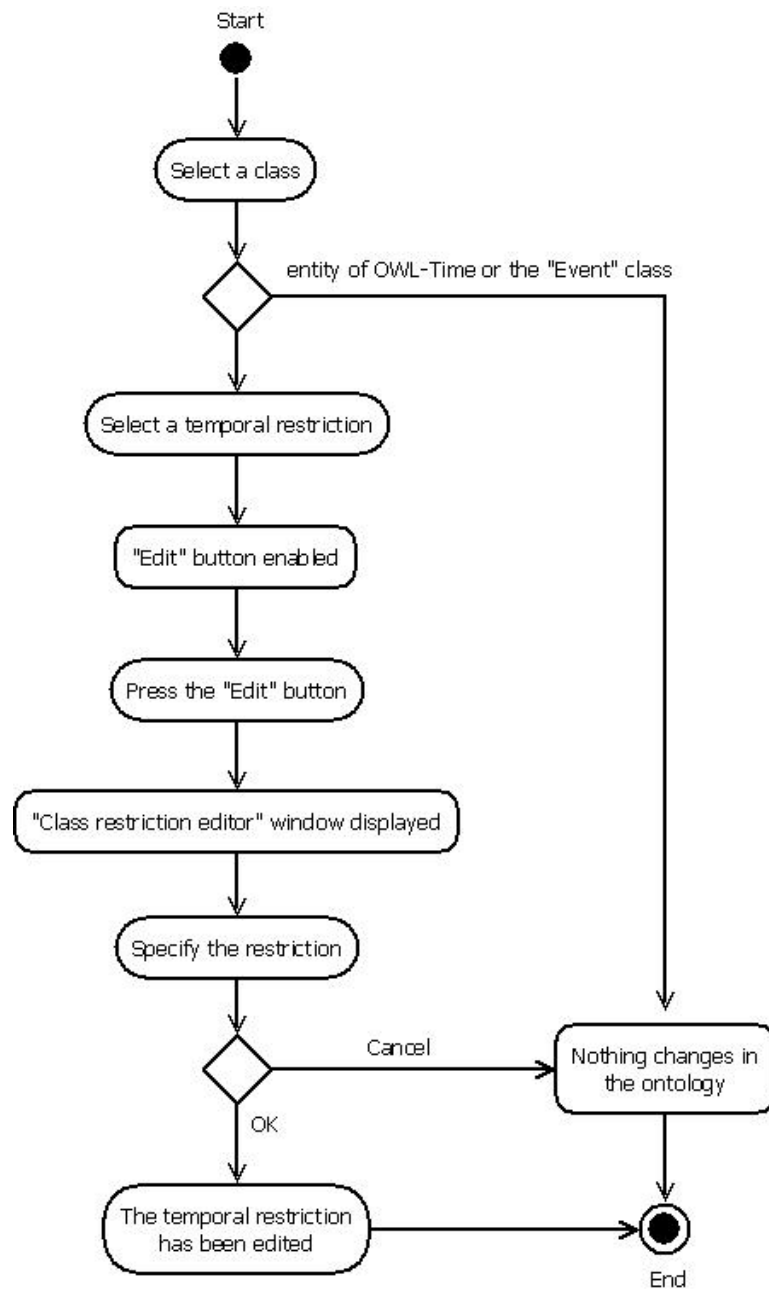 Start
Select a class
entity of OWL-Time or the "Event" class
Select a temporal restriction
"Edit" button enabled
Press the "Edit" button
"Class restriction editor" window displayed
Specify the restriction
Cancel
Nothing changes in
the ontology
OK
The temporal restriction
has been edited
End